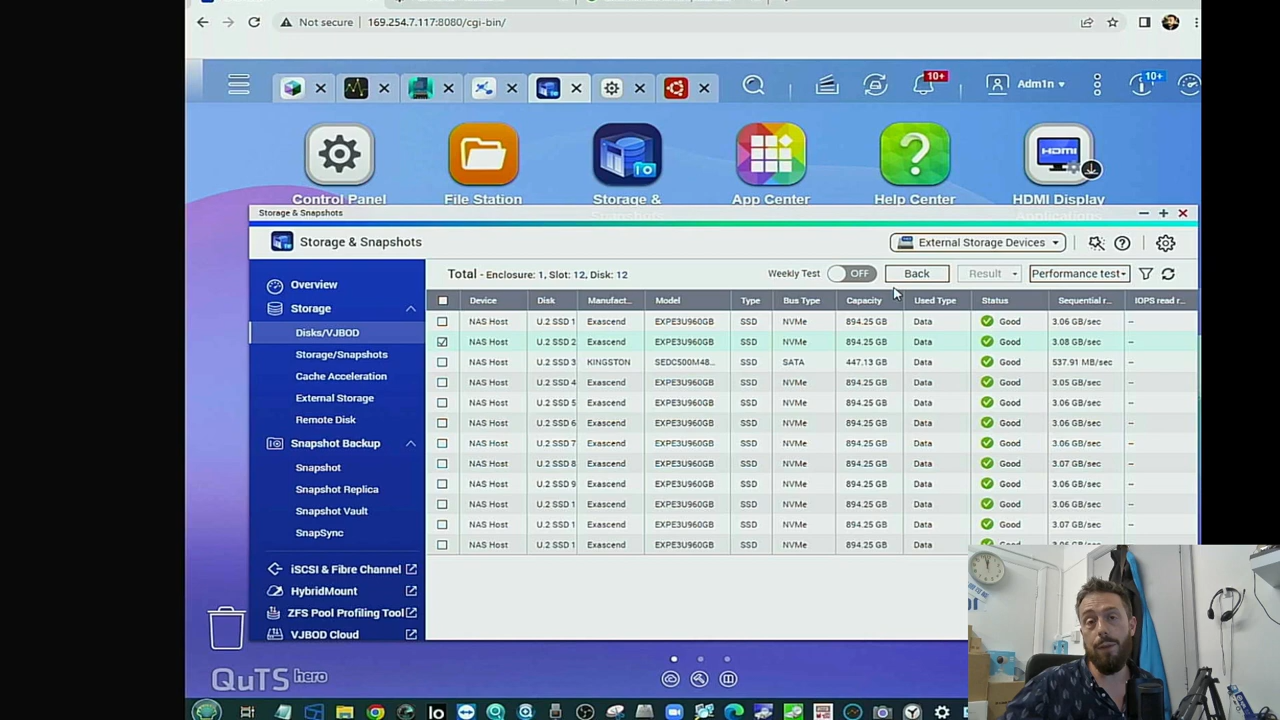 Not secure | 169.254.7.117:8080/cgi-bin/
10+
Adm1n
10+
HDMI
Control Panel
File Station
Storage &
App Center
Help Center
HDMI Display
Storage & Snapshots
Storage & Snapshots
External Storage Devices
Overview
Storage
Disks/VJBOD
Storage/Snapshots
Cache Acceleration
External Storage
Remote Disk
Snapshot Backup
Snapshot
Snapshot Replica
Snapshot Vault
SnapSync
iSCSI & Fibre Channel
HybridMount
ZFS Pool Profiling Tool
VJBOD Cloud
Total - Enclosure: 1, Slot: 12, Disk: 12
Weekly Test OFF Back Result Performance test
Device Disk Manufact... Model Type Bus Type Capacity Used Type Status Sequential r... IOPS read r...
NAS Host U.2 SSD 1 Exascend EXPE3U960GB SSD NVMe 894.25 GB Data Good 3.06 GB/sec --
NAS Host U.2 SSD 2 Exascend EXPE3U960GB SSD NVMe 894.25 GB Data Good 3.08 GB/sec --
NAS Host U.2 SSD 3 KINGSTON SEDC500M48... SSD SATA 447.13 GB Data Good 537.91 MB/sec --
NAS Host U.2 SSD 4 Exascend EXPE3U960GB SSD NVMe 894.25 GB Data Good 3.05 GB/sec --
NAS Host U.2 SSD 5 Exascend EXPE3U960GB SSD NVMe 894.25 GB Data Good 3.06 GB/sec --
NAS Host U.2 SSD 6 Exascend EXPE3U960GB SSD NVMe 894.25 GB Data Good 3.06 GB/sec --
NAS Host U.2 SSD 7 Exascend EXPE3U960GB SSD NVMe 894.25 GB Data Good 3.06 GB/sec --
NAS Host U.2 SSD 8 Exascend EXPE3U960GB SSD NVMe 894.25 GB Data Good 3.07 GB/sec --
NAS Host U.2 SSD 9 Exascend EXPE3U960GB SSD NVMe 894.25 GB Data Good 3.06 GB/sec --
NAS Host U.2 SSD 1 Exascend EXPE3U960GB SSD NVMe 894.25 GB Data Good 3.06 GB/sec --
NAS Host U.2 SSD 1 Exascend EXPE3U960GB SSD NVMe 894.25 GB Data Good 3.07 GB/sec --
NAS Host U.2 SSD 1 Exascend EXPE3U960GB SSD NVMe 894.25 GB Data Good 3.06 GB/sec --
QuTS hero